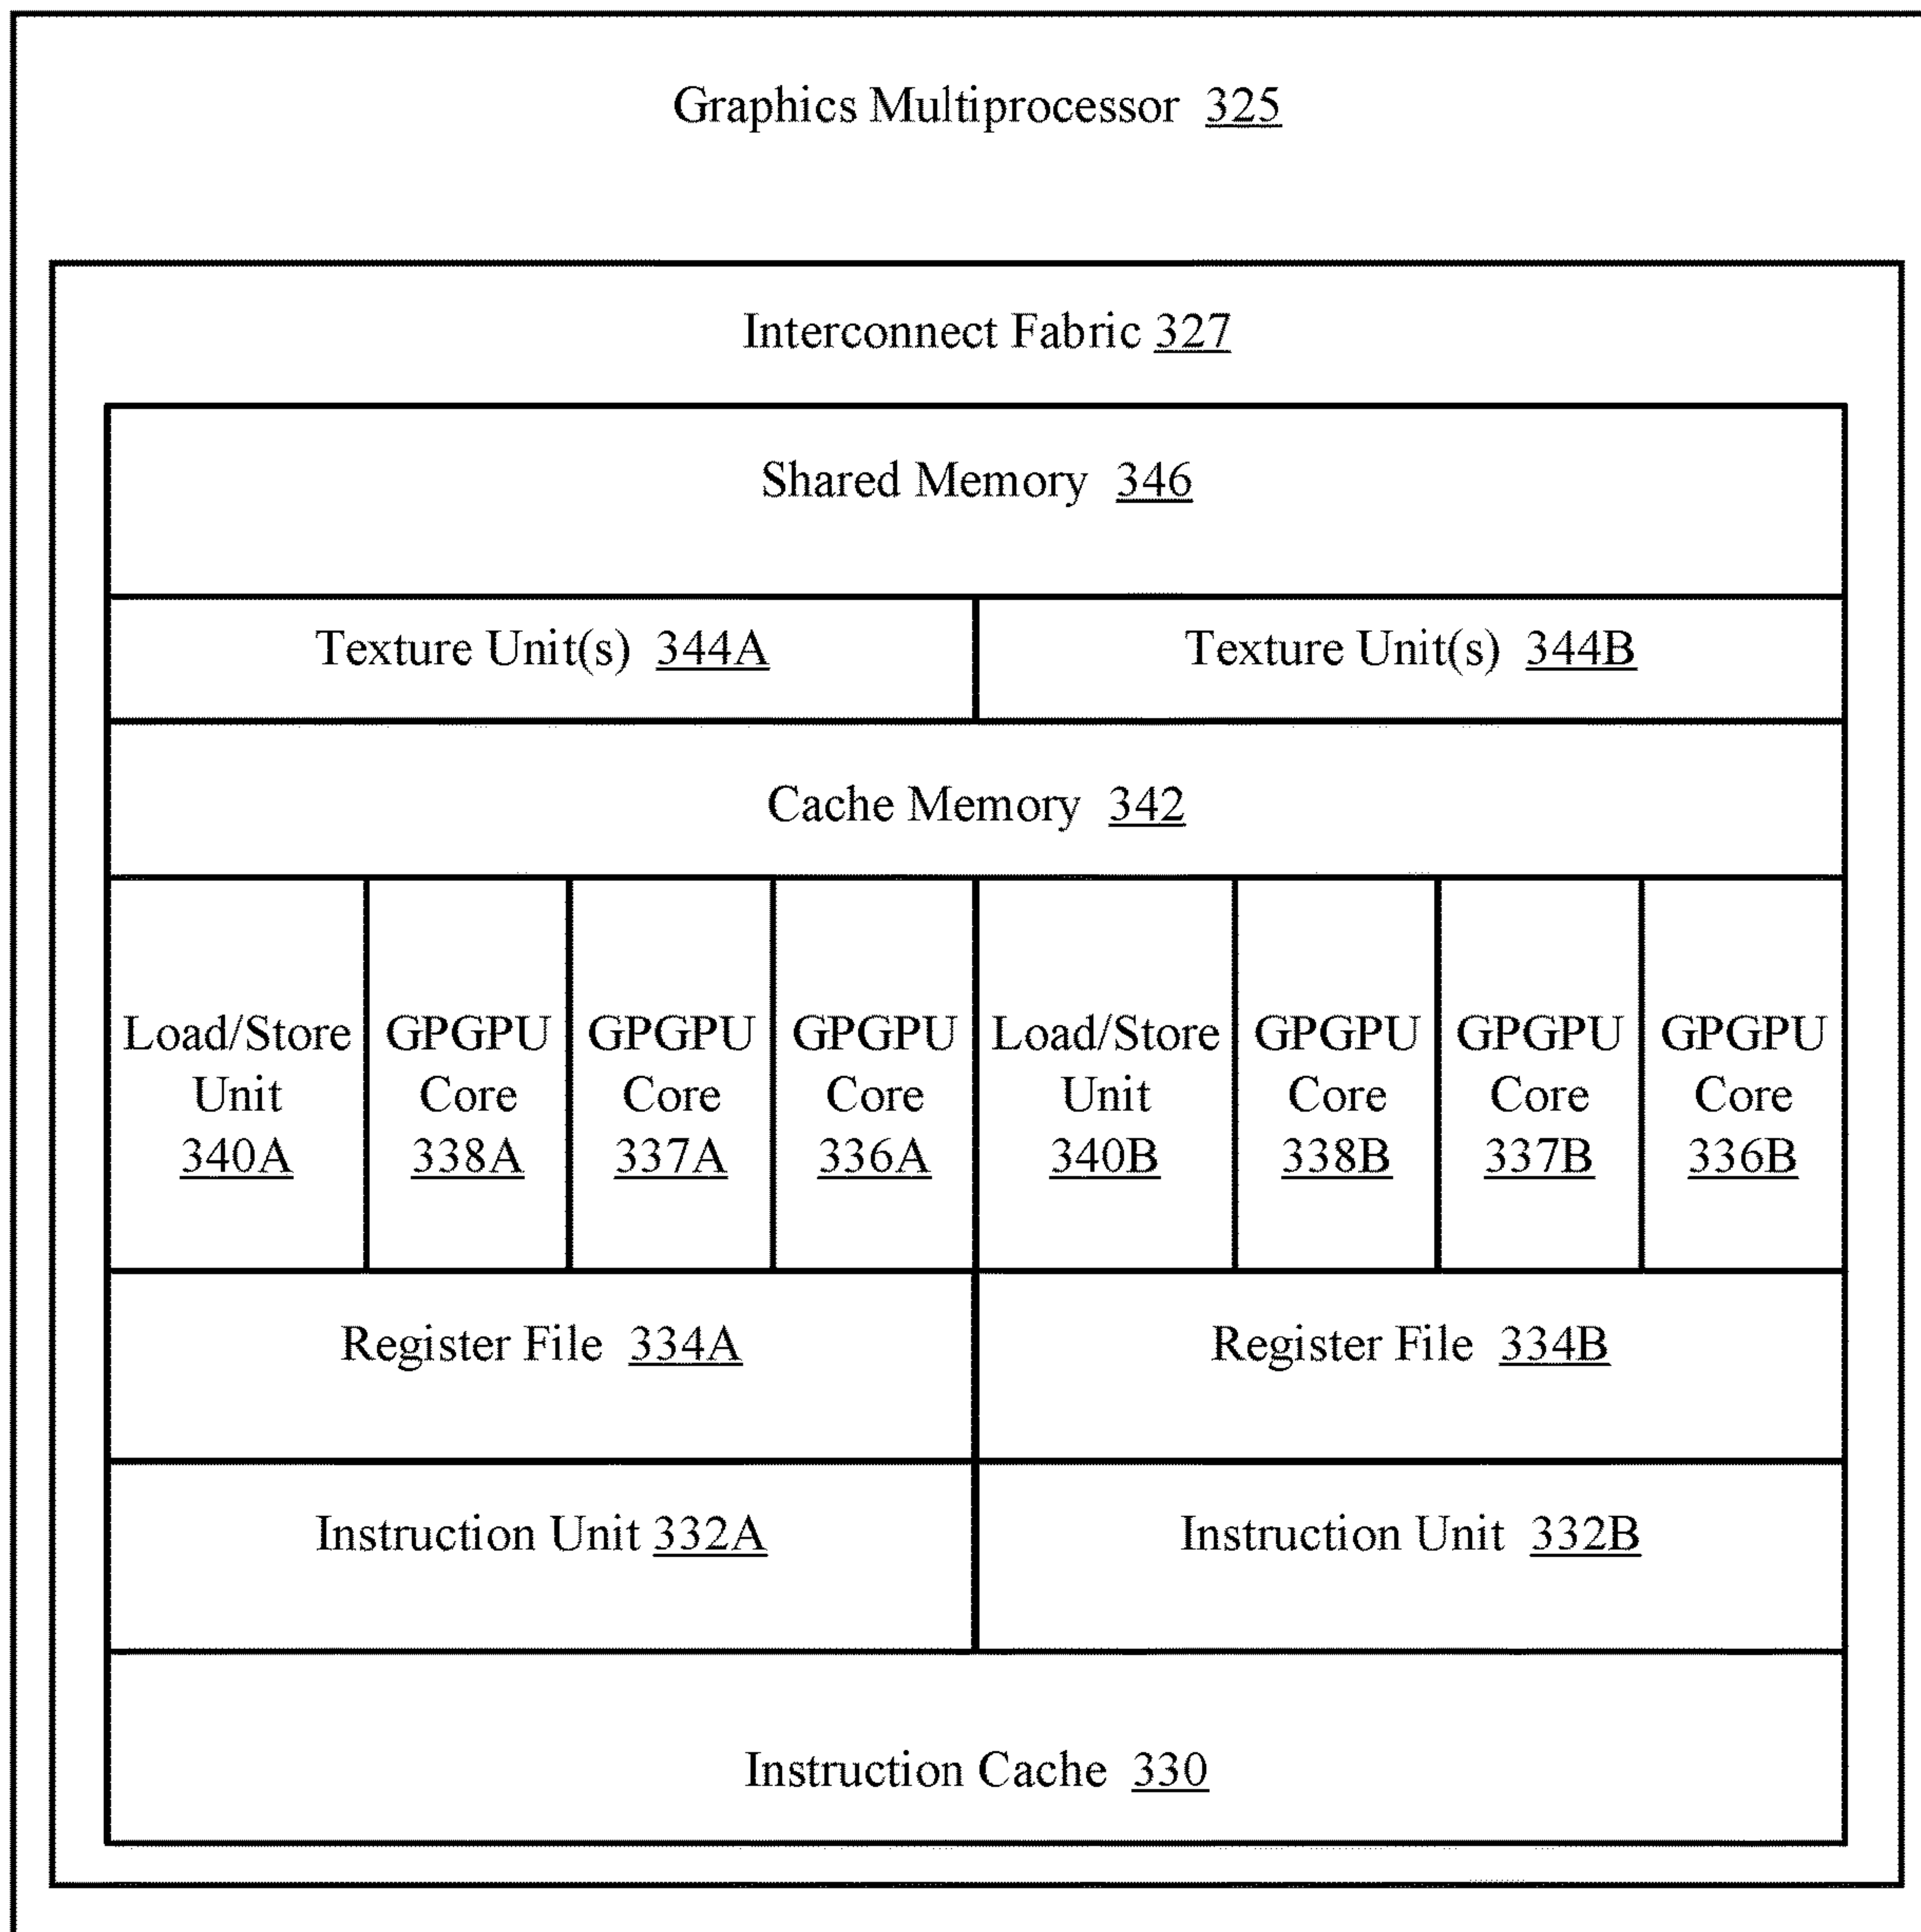 Graphics Multiprocessor 325
Interconnect Fabric 327
Shared Memory 346
Texture Unit(s) 344A
Texture Unit(s) 344B
Cache Memory 342
Load/Store
Unit
340A
GPGPU
Core
338A
GPGPU
Core
337A
GPGPU
Core
336A
Load/Store
Unit
340B
GPGPU
Core
338B
GPGPU
Core
337B
GPGPU
Core
336B
Register File 334A
Register File 334B
Instruction Unit 332A
Instruction Unit 332B
Instruction Cache 330